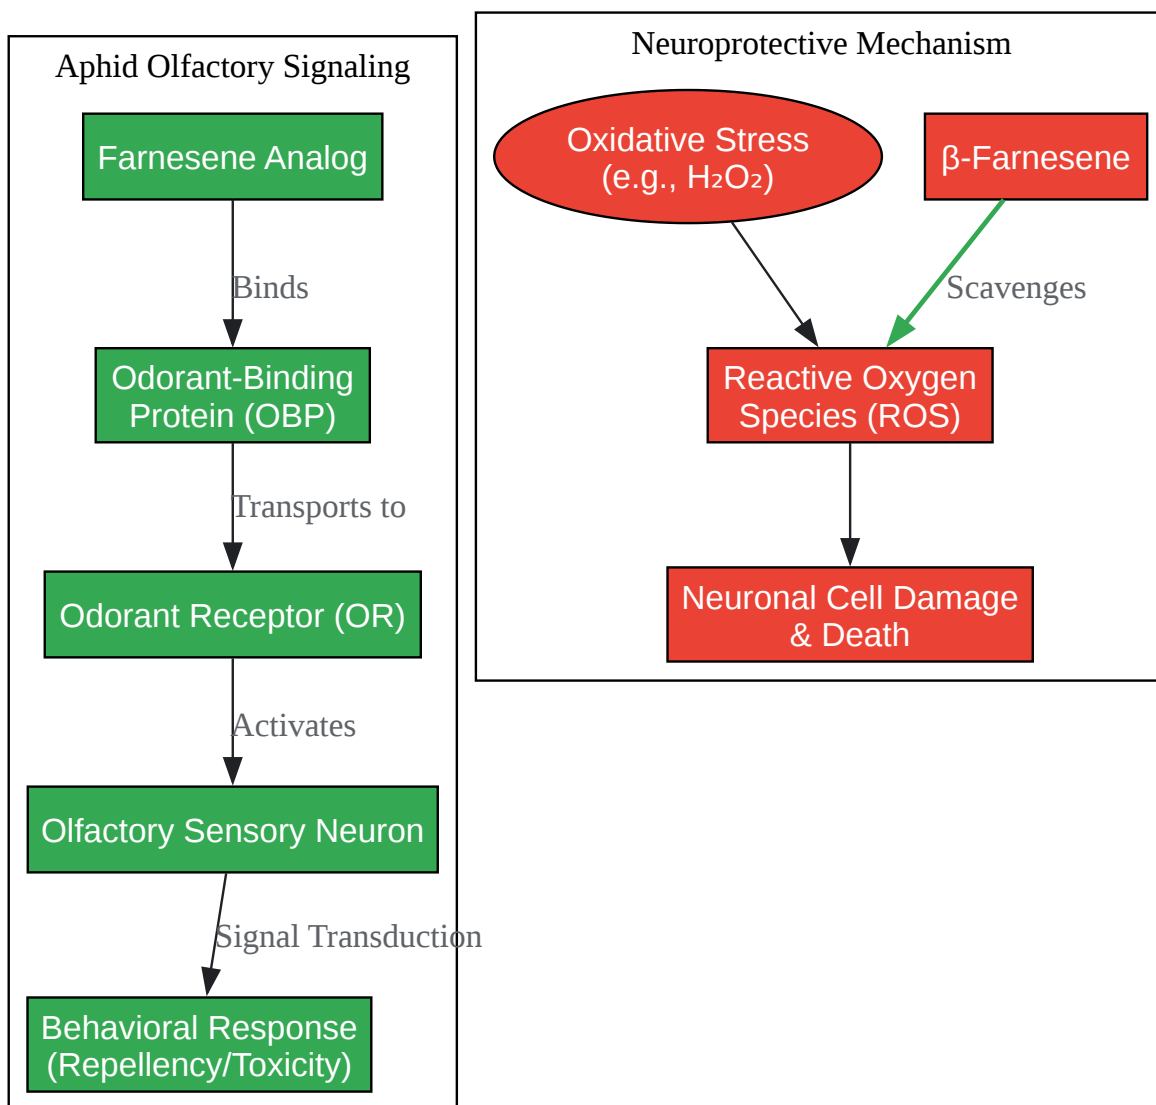 Aphid Olfactory Signaling
Farnesene Analog
Binds
Odorant-Binding
Protein (OBP)
Transports to
Odorant Receptor (OR)
Activates
Olfactory Sensory Neuron
Signal Transduction
Behavioral Response
(Repellency/Toxicity)
Neuroprotective Mechanism
Oxidative Stress
(e.g., H₂O₂)
β-Farnesene
Scavenges
Reactive Oxygen
Species (ROS)
Neuronal Cell Damage
& Death